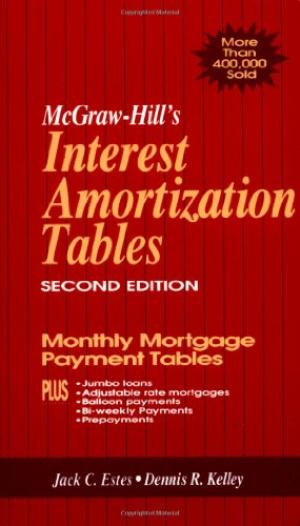 More
Than
400,000
Sold
McGraw-Hill's
Interest
Amortization
Tables
SECOND EDITION
Monthly Mortgage
Payment Tables
PLUS
• Jumbo loans
• Adjustable rate mortgages
• Balloon payments
• Bi-weekly Payments
• Prepayments
Jack C. Estes • Dennis R. Kelley